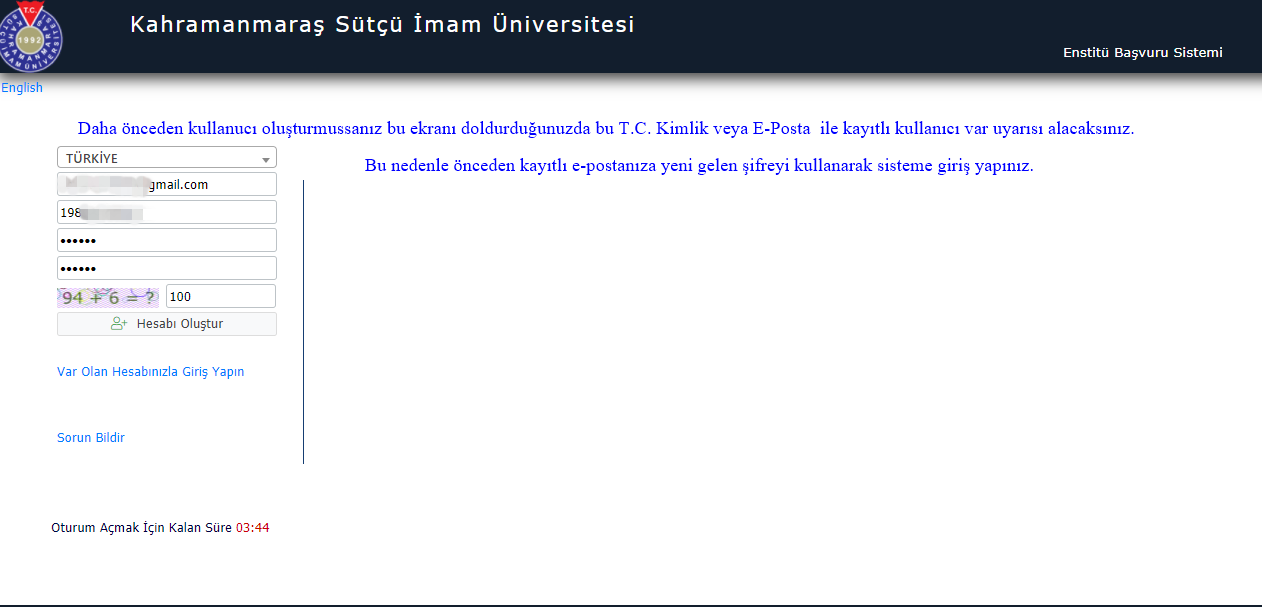 T.C.
1992
Kahramanmaraş Sütçü İmam Üniversitesi
Enstitü Başvuru Sistemi
English
Daha önceden kullanucı oluşturmussanız bu ekranı doldurduğunuzda bu T.C. Kimlik veya E-Posta ile kayıtlı kullanıcı var uyarısı alacaksınız.
Bu nedenle önceden kayıtlı e-postanıza yeni gelen şifreyi kullanarak sisteme giriş yapınız.
TÜRKİYE
gmail.com
198
••••••
••••••
94 + 6 = ? 100
Hesabı Oluştur
Var Olan Hesabınızla Giriş Yapın
Sorun Bildir
Oturum Açmak İçin Kalan Süre 03:44